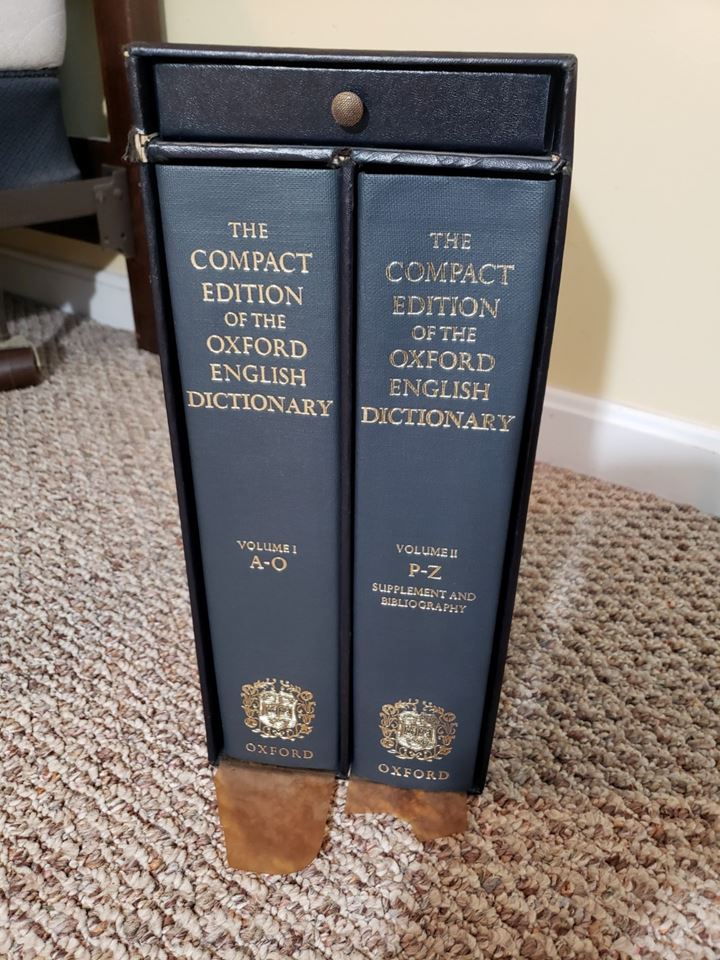 THE
COMPACT
EDITION
OF THE
OXFORD
ENGLISH
DICTIONARY
VOLUME I
A-O
OXFORD
THE
COMPACT
EDITION
OF THE
OXFORD
ENGLISH
DICTIONARY
VOLUME II
P-Z
SUPPLEMENT AND
BIBLIOGRAPHY
OXFORD